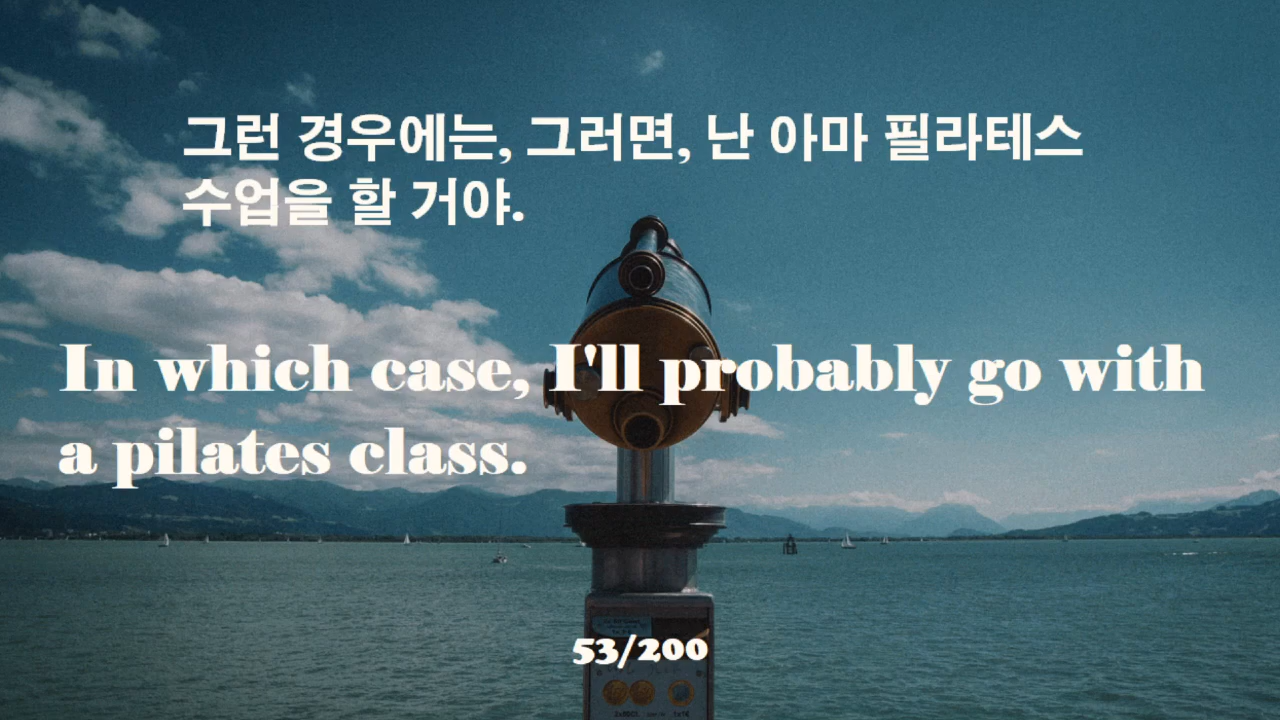 그런 경우에는, 그러면, 난 아마 필라테스
수업을 할 거야.
In which case, I'll probably go with
a pilates class.
53/200